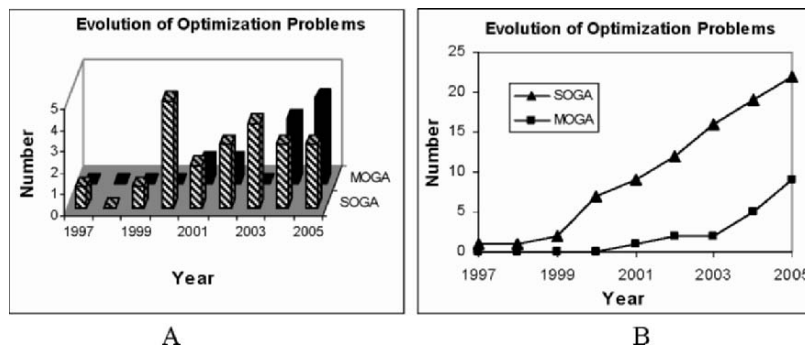 Evolution of Optimization Problems
5
4
3
2
1
0
Number
MOGA
SOGA
1997 1999 2001 2003 2005
Year
A
Evolution of Optimization Problems
25
20
15
10
5
0
Number
SOGA
MOGA
1997 1999 2001 2003 2005
Year
B